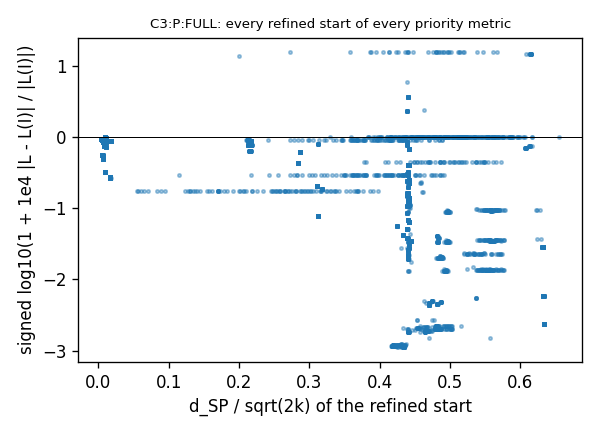 C3:P:FULL: every refined start of every priority metric
signed log10(1 + 1e4 |L - L(I)| / |L(I)|)
1
0
−1
−2
−3
0.0 0.1 0.2 0.3 0.4 0.5 0.6
d_SP / sqrt(2k) of the refined start